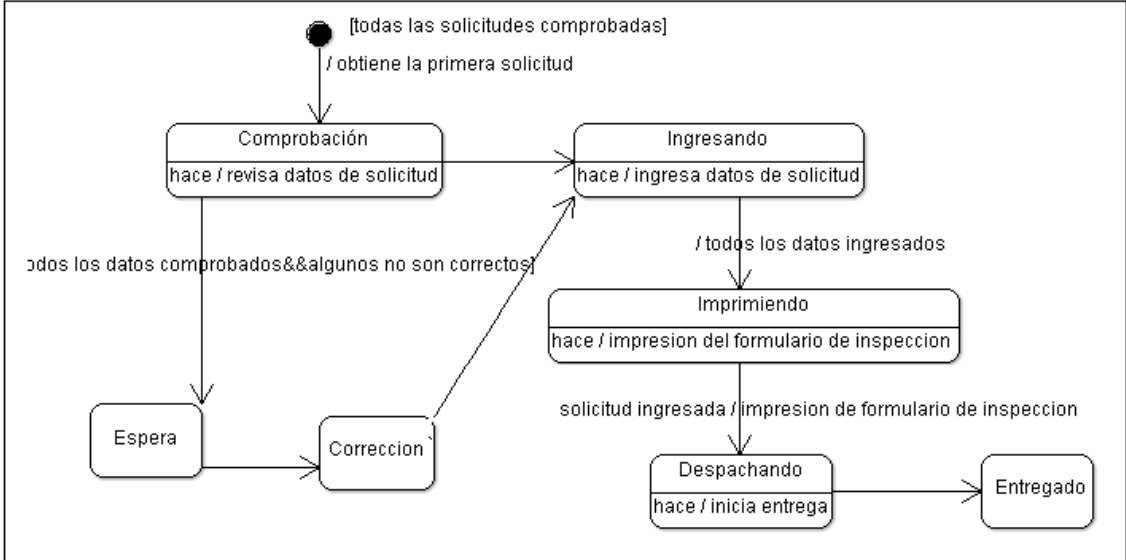 [todas las solicitudes comprobadas]
/ obtiene la primera solicitud
Comprobación
hace / revisa datos de solicitud
Ingresando
hace / ingresa datos de solicitud
/ todos los datos ingresados
los datos comprobados&&algunos no son correctos]
Imprimiendo
hace / impresion del formulario de inspeccion
solicitud ingresada / impresion de formulario de inspeccion
Espera
Correccion
Despachando
hace / inicia entrega
Entregado